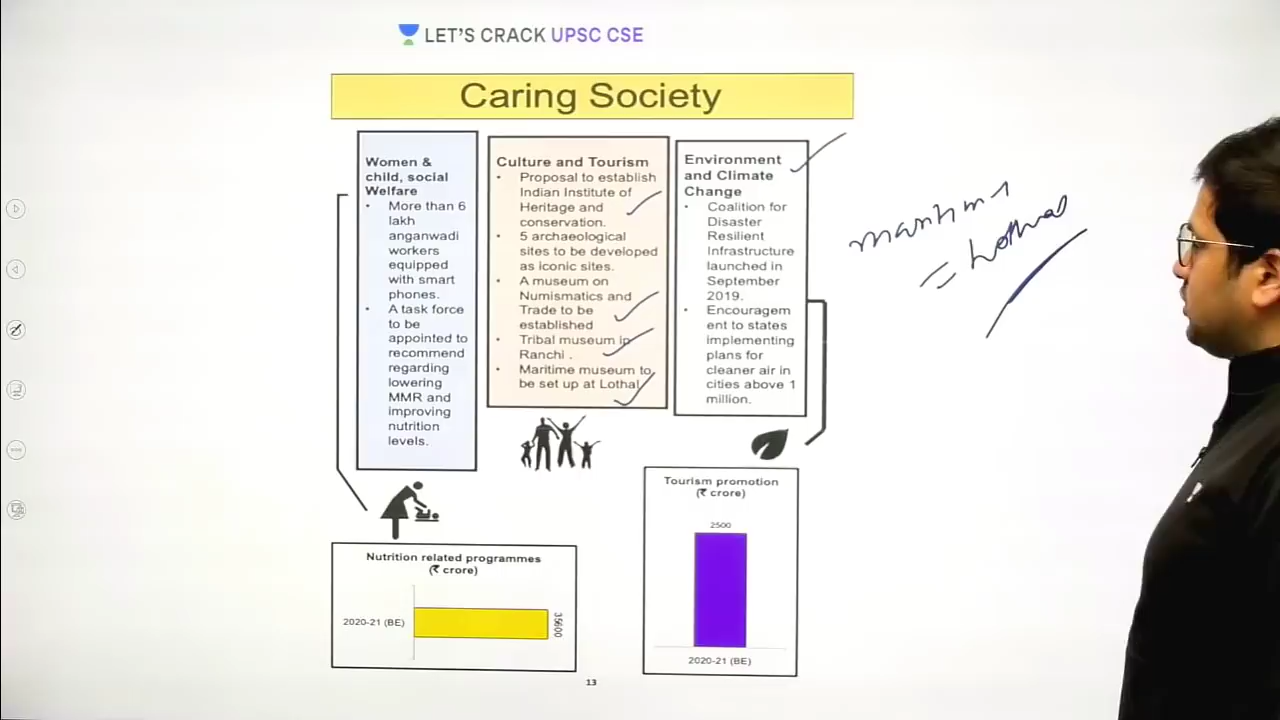 LET'S CRACK UPSC CSE
Caring Society
Women &
child, social
Welfare
• More than 6
lakh
anganwadi
workers
equipped
with smart
phones.
• A task force
to be
appointed to
recommend
regarding
lowering
MMR and
improving
nutrition
levels.
Culture and Tourism
• Proposal to establish
Indian Institute of
Heritage and
conservation.
• 5 archaeological
sites to be developed
as iconic sites.
• A museum on
Numismatics and
Trade to be
established
• Tribal museum in
Ranchi .
• Maritime museum to
be set up at Lothal
Environment
and Climate
Change
• Coalition for
Disaster
Resilient
Infrastructure
launched in
September
2019.
• Encouragem
ent to states
implementing
plans for
cleaner air in
cities above 1
million.
= Lothal
Nutrition related programmes
(₹ crore)
2020-21 (BE)
35600
Tourism promotion
(₹ crore)
2500
2020-21 (BE)
13